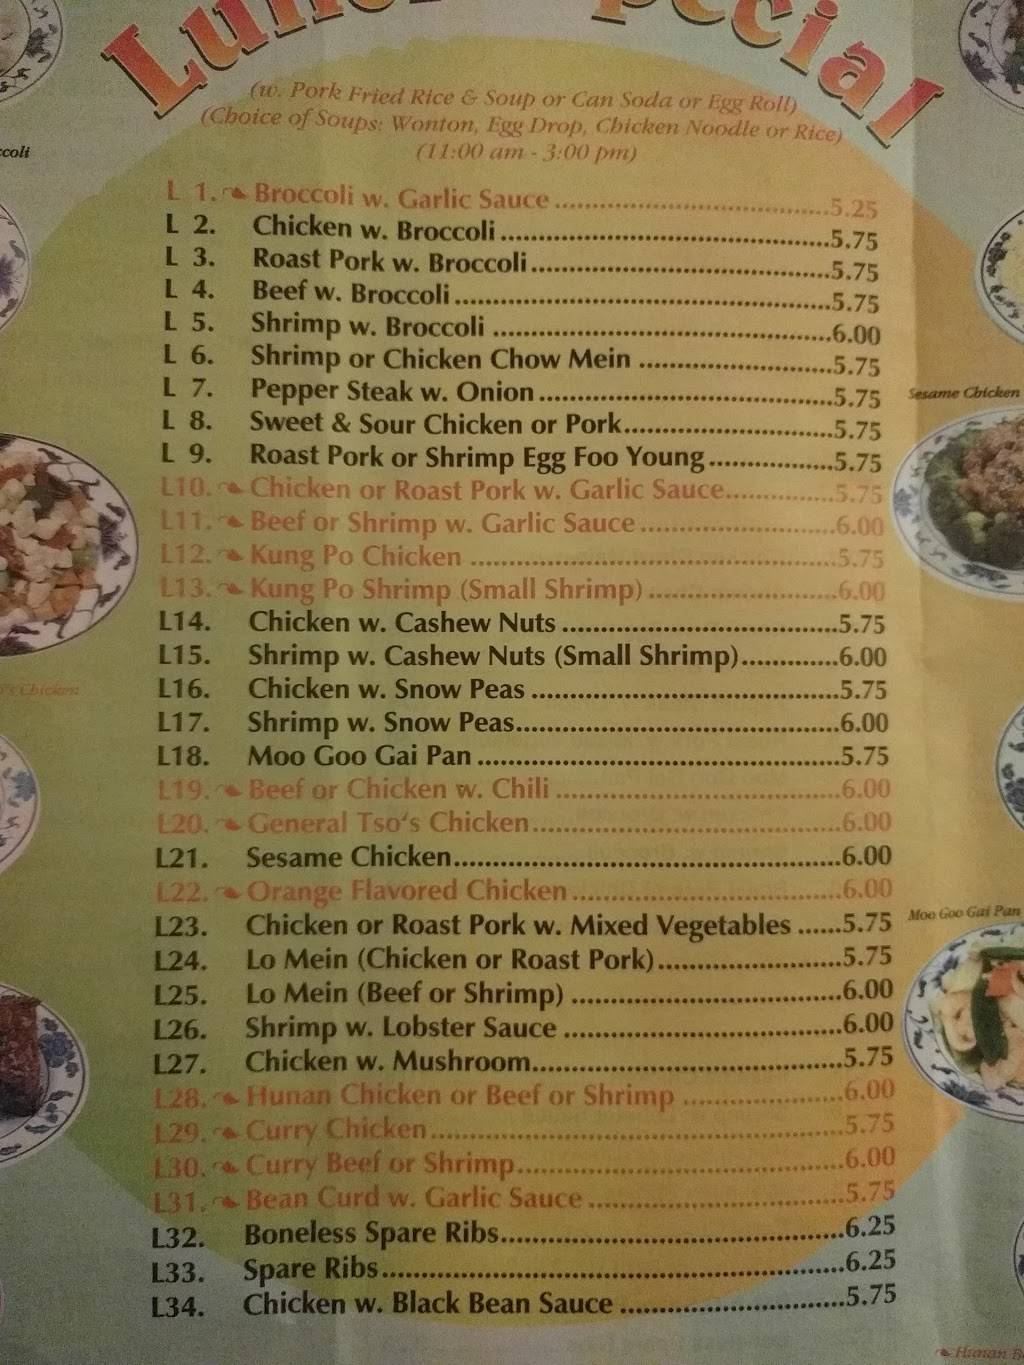 Lunch Special
(w. Pork Fried Rice & Soup or Can Soda or Egg Roll)
(Choice of Soups: Wonton, Egg Drop, Chicken Noodle or Rice)
(11:00 am - 3:00 pm)
L 1. Broccoli w. Garlic Sauce 5.25
L 2. Chicken w. Broccoli 5.75
L 3. Roast Pork w. Broccoli 5.75
L 4. Beef w. Broccoli 5.75
L 5. Shrimp w. Broccoli 6.00
L 6. Shrimp or Chicken Chow Mein 5.75
L 7. Pepper Steak w. Onion 5.75
L 8. Sweet & Sour Chicken or Pork 5.75
L 9. Roast Pork or Shrimp Egg Foo Young 5.75
L10. Chicken or Roast Pork w. Garlic Sauce 5.75
L11. Beef or Shrimp w. Garlic Sauce 6.00
L12. Kung Po Chicken 5.75
L13. Kung Po Shrimp (Small Shrimp) 6.00
L14. Chicken w. Cashew Nuts 5.75
L15. Shrimp w. Cashew Nuts (Small Shrimp) 6.00
L16. Chicken w. Snow Peas 5.75
L17. Shrimp w. Snow Peas 6.00
L18. Moo Goo Gai Pan 5.75
L19. Beef or Chicken w. Chili 6.00
L20. General Tso's Chicken 6.00
L21. Sesame Chicken 6.00
L22. Orange Flavored Chicken 6.00
L23. Chicken or Roast Pork w. Mixed Vegetables 5.75
L24. Lo Mein (Chicken or Roast Pork) 5.75
L25. Lo Mein (Beef or Shrimp) 6.00
L26. Shrimp w. Lobster Sauce 6.00
L27. Chicken w. Mushroom 5.75
L28. Hunan Chicken or Beef or Shrimp 6.00
L29. Curry Chicken 5.75
L30. Curry Beef or Shrimp 6.00
L31. Bean Curd w. Garlic Sauce 5.75
L32. Boneless Spare Ribs 6.25
L33. Spare Ribs 6.25
L34. Chicken w. Black Bean Sauce 5.75
Sesame Chicken
Moo Goo Gai Pan
Hunan